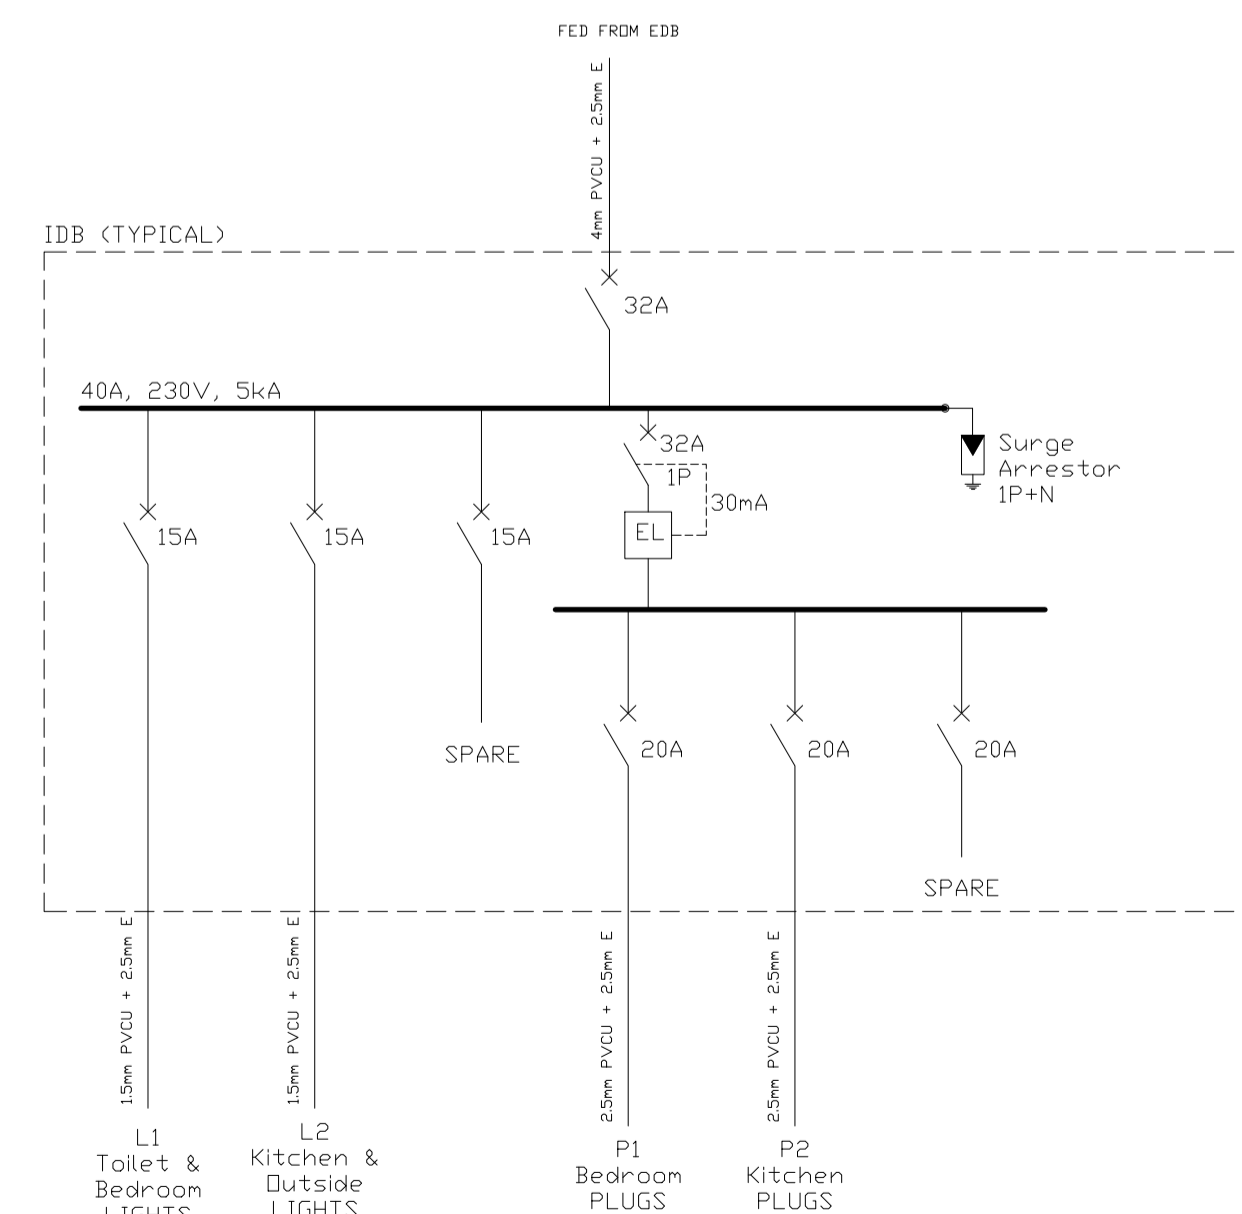 FED FROM EDB
4mm PVCU + 2.5mm E
IDB (TYPICAL)
32A
40A, 230V, 5kA
32A
1P
30mA
EL
Surge
Arrestor
1P+N
15A
15A
15A
SPARE
20A
20A
20A
SPARE
1.5mm PVCU + 2.5mm E
1.5mm PVCU + 2.5mm E
2.5mm PVCU + 2.5mm E
2.5mm PVCU + 2.5mm E
L1
Toilet &
Bedroom
LIGHTS
L2
Kitchen &
Outside
LIGHTS
P1
Bedroom
PLUGS
P2
Kitchen
PLUGS